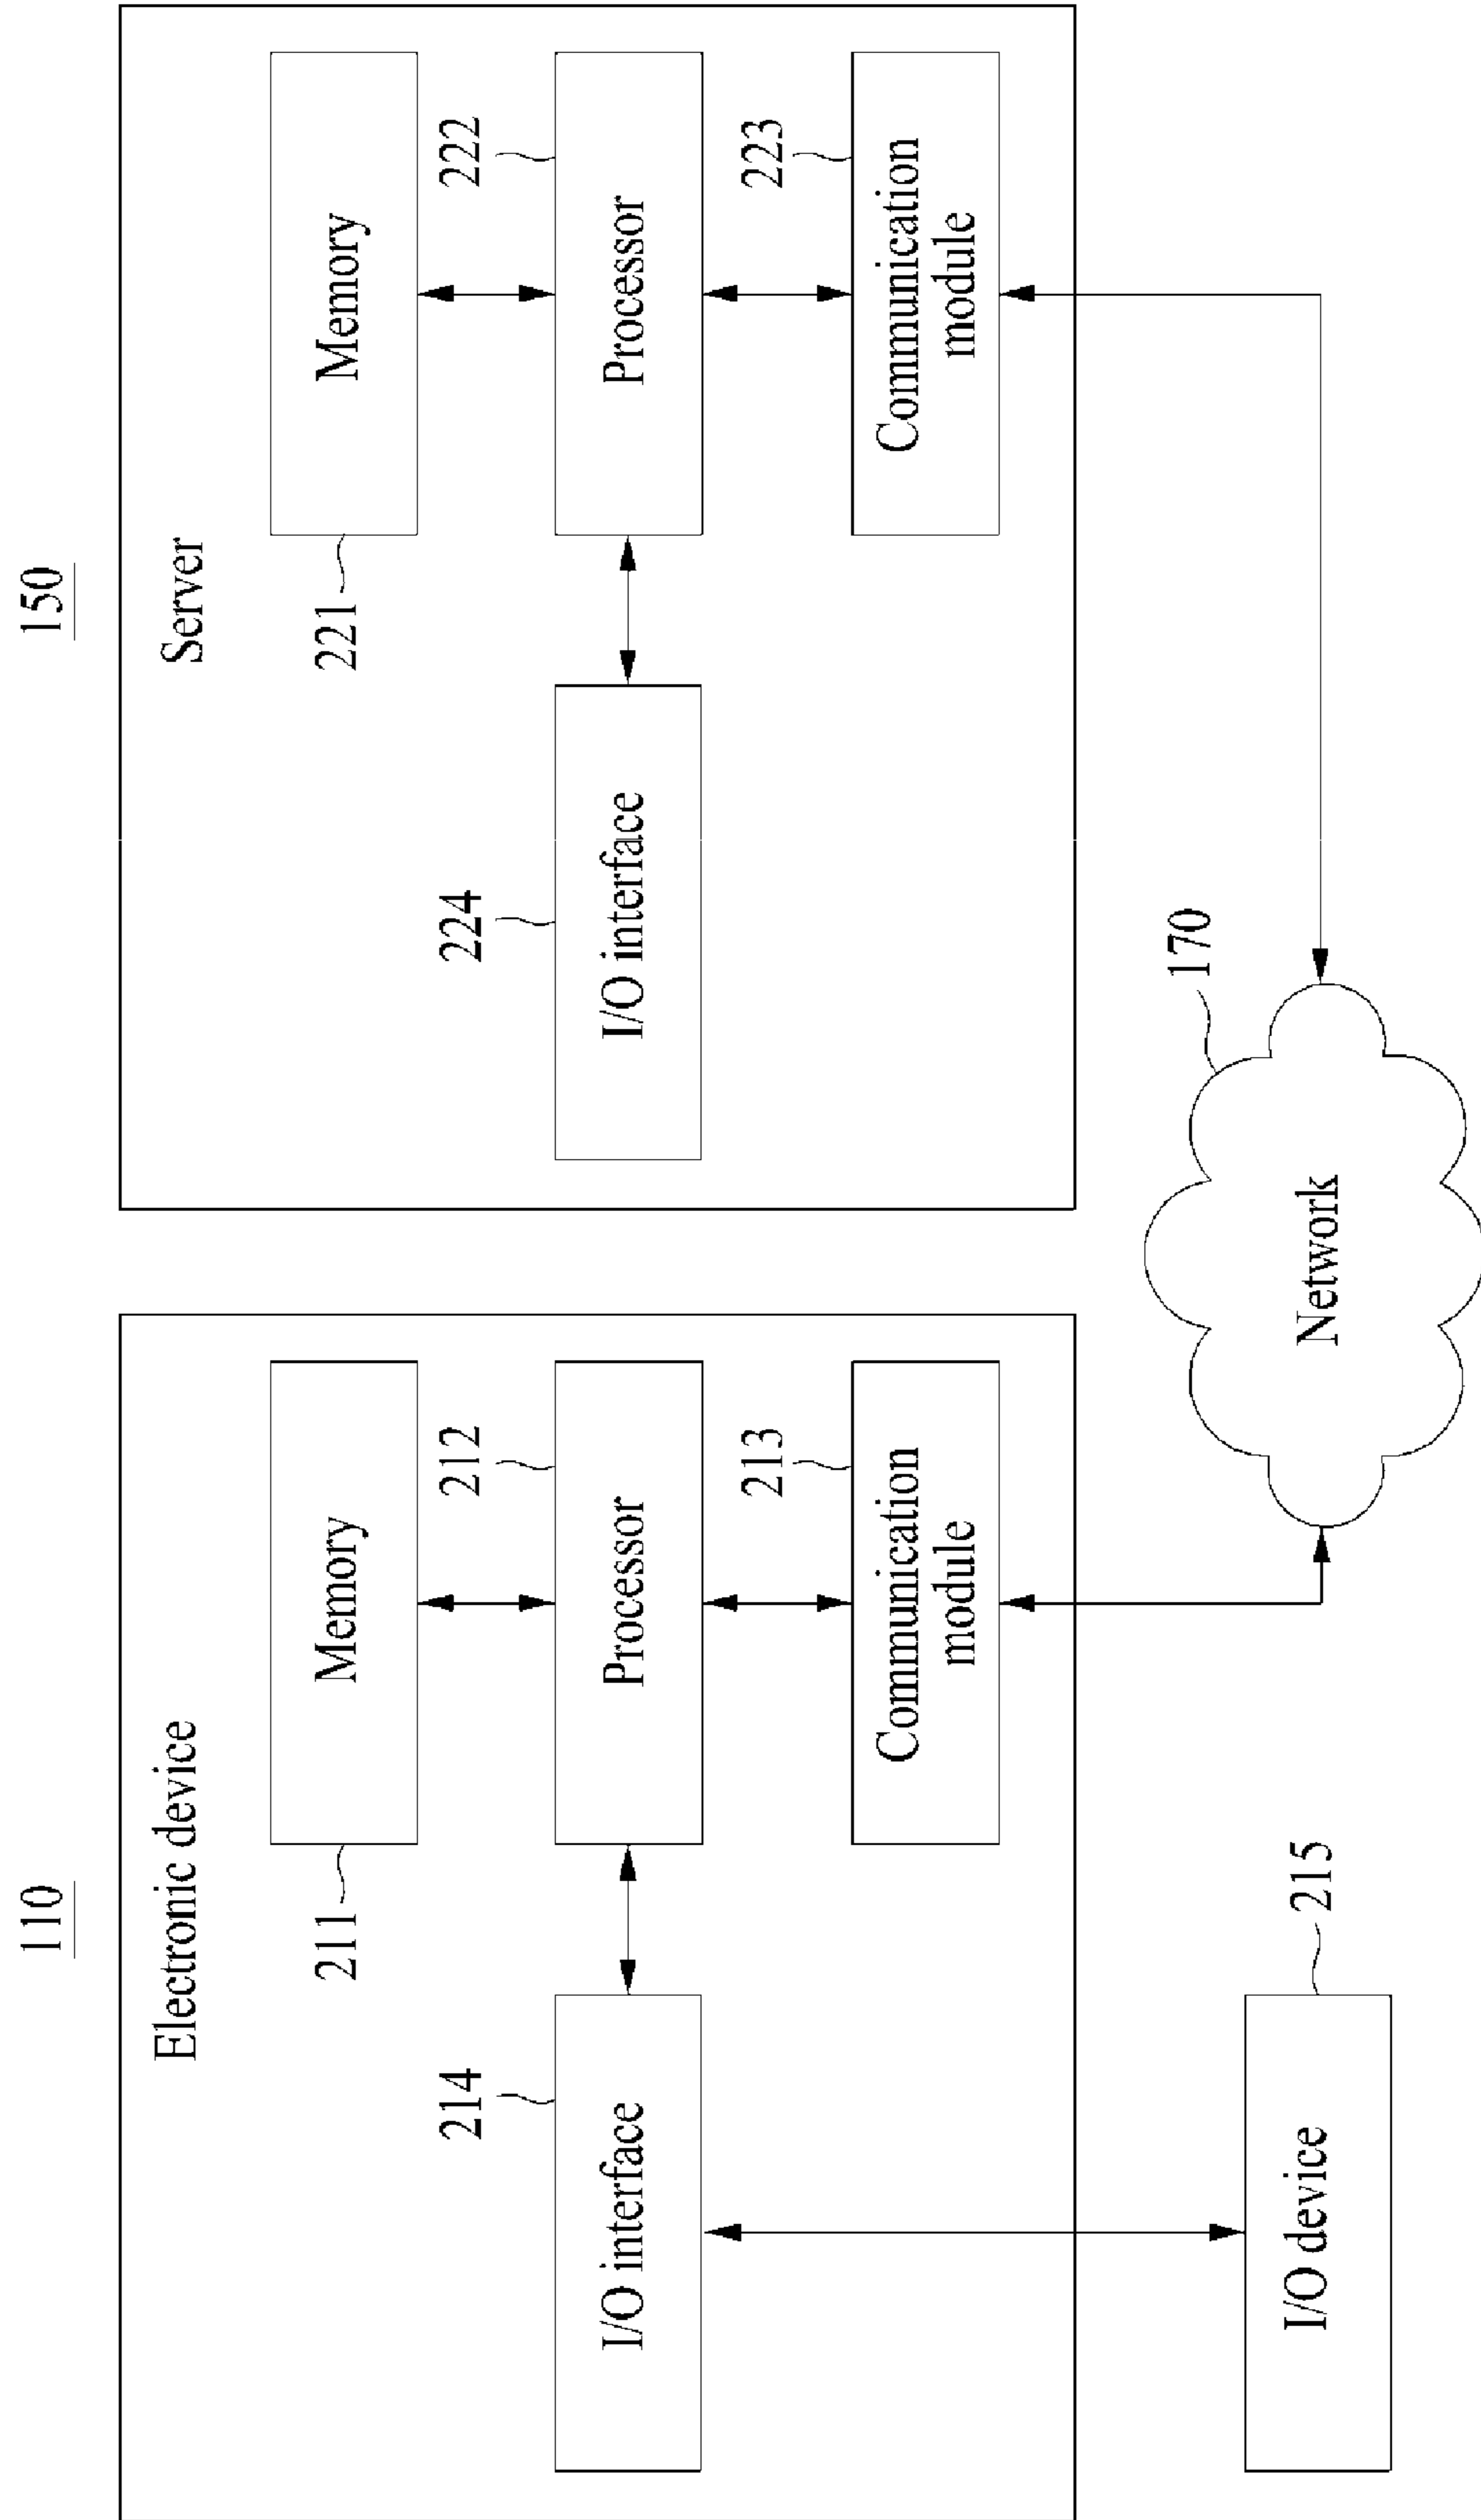 110
150
Electronic device
Server
211
Memory
221
Memory
214
212
224
222
I/O interface
Processor
I/O interface
Processor
213
223
Communication
module
Communication
module
170
215
I/O device
Network